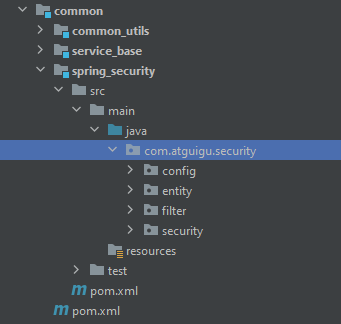 common
common_utils
service_base
spring_security
src
main
java
com.atguigu.security
config
entity
filter
security
resources
test
pom.xml
pom.xml